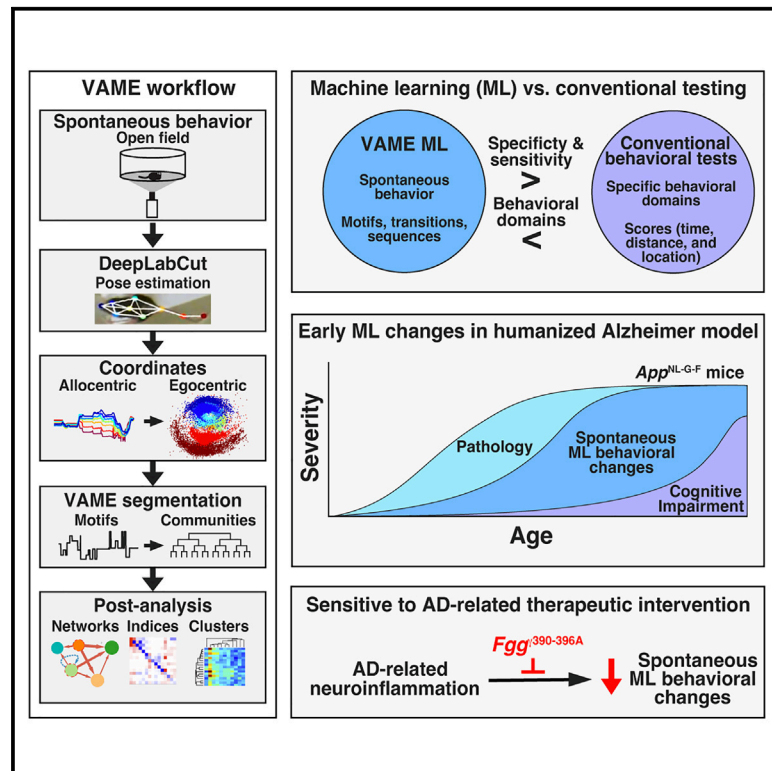 VAME workflow
Spontaneous behavior
Open field
DeepLabCut
Pose estimation
Coordinates
Allocentric Egocentric
VAME segmentation
Motifs Communities
Post-analysis
Networks Indices Clusters
Machine learning (ML) vs. conventional testing
VAME ML
Spontaneous
behavior
Motifs, transitions,
sequences
Specificty &
sensitivity
>
Behavioral
domains
<
Conventional
behavioral tests
Specific behavioral
domains
Scores (time,
distance, and
location)
Early ML changes in humanized Alzheimer model
App^NL-G-F mice
Severity
Pathology
Spontaneous
ML behavioral
changes
Cognitive
Impairment
Age
Sensitive to AD-related therapeutic intervention
AD-related
neuroinflammation
Fggγ390-396A
Spontaneous
ML behavioral
changes